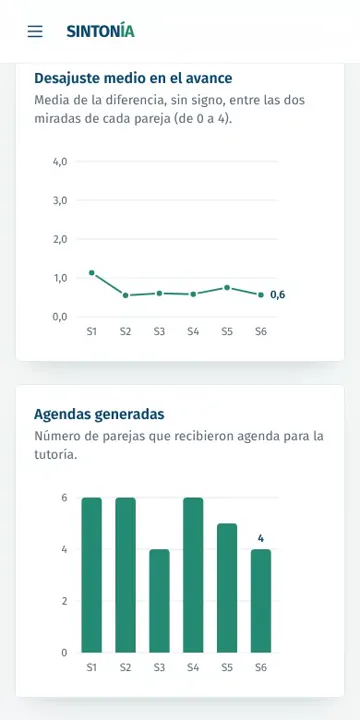 SINTONÍA
Desajuste medio en el avance
Media de la diferencia, sin signo, entre las dos
miradas de cada pareja (de 0 a 4).
4,0
3,0
2,0
1,0
0,0
0,6
S1 S2 S3 S4 S5 S6
Agendas generadas
Número de parejas que recibieron agenda para la
tutoría.
6
4
2
0
4
S1 S2 S3 S4 S5 S6